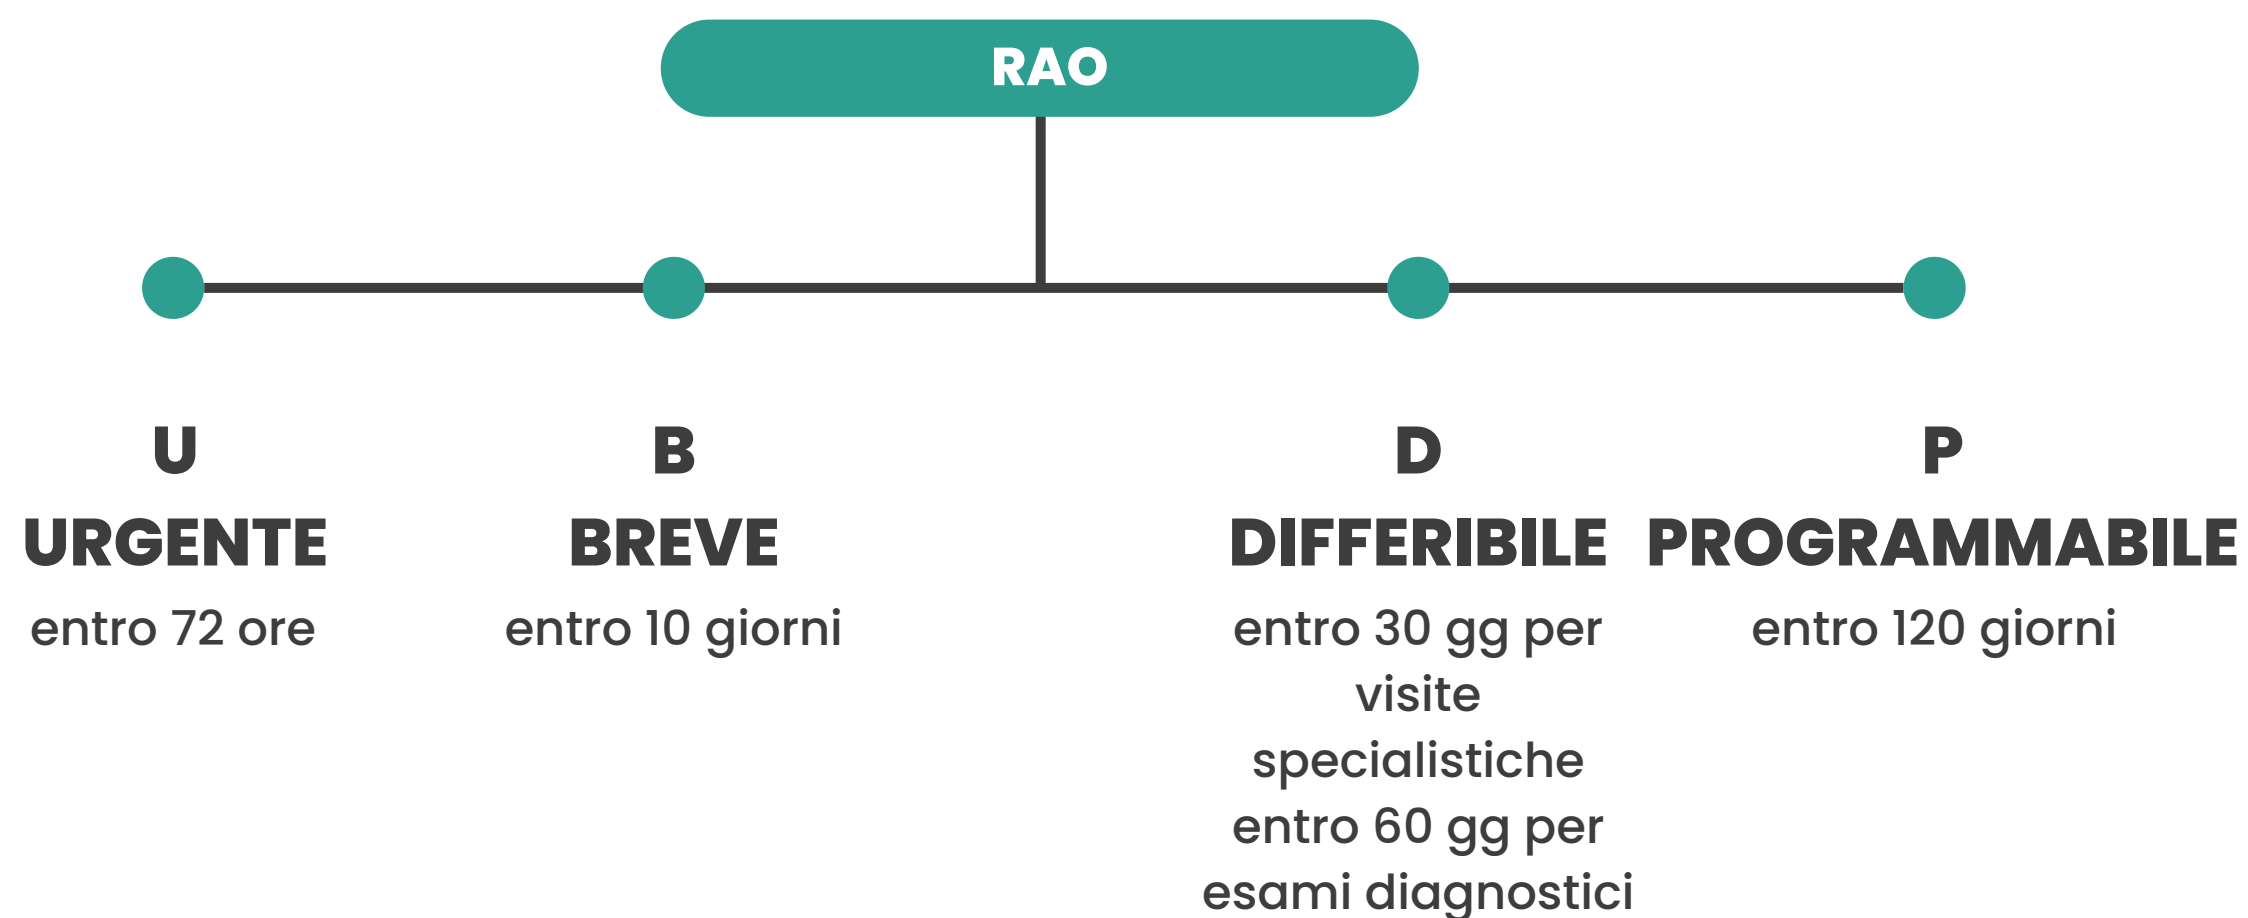 RAO
U
URGENTE
entro 72 ore
B
BREVE
entro 10 giorni
D
DIFFERIBILE
entro 30 gg per
visite
specialistiche
entro 60 gg per
esami diagnostici
P
PROGRAMMABILE
entro 120 giorni